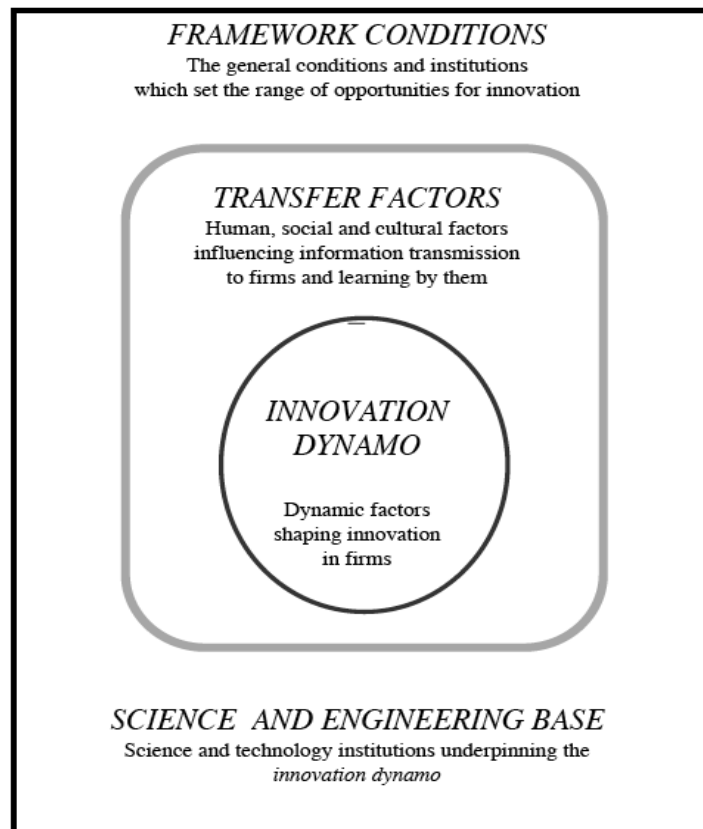 FRAMEWORK CONDITIONS
The general conditions and institutions
which set the range of opportunities for innovation
TRANSFER FACTORS
Human, social and cultural factors
influencing information transmission
to firms and learning by them
INNOVATION
DYNAMO
Dynamic factors
shaping innovation
in firms
SCIENCE AND ENGINEERING BASE
Science and technology institutions underpinning the
innovation dynamo